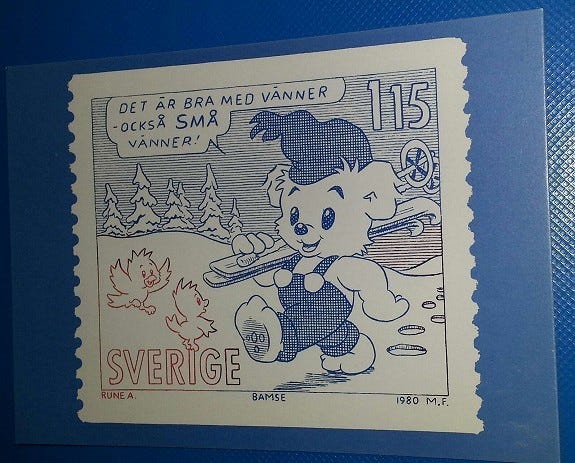 DET ÄR BRA MED VÄNNER
-OCKSÅ SMÅ
VÄNNER!
115
SVERIGE
RUNE A.
BAMSE
1980 M.F.